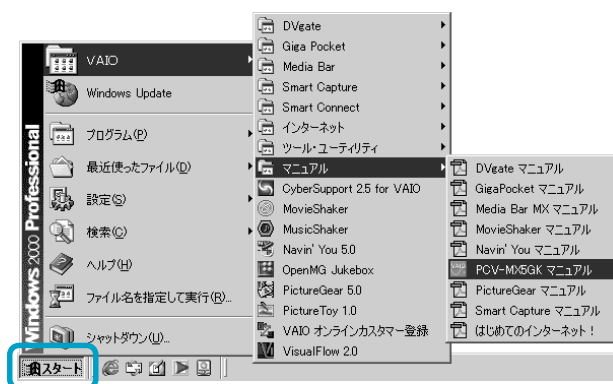 VAIO
Windows Update
プログラム(P)
最近使ったファイル(D)
設定(S)
検索(C)
ヘルプ(H)
ファイル名を指定して実行(R)...
シャットダウン(U)...
Windows 2000 Professional
スタート
DVgate
Giga Pocket
Media Bar
Smart Capture
Smart Connect
インターネット
ツール・ユーティリティ
マニュアル
CyberSupport 2.5 for VAIO
MovieShaker
MusicShaker
Navin' You 5.0
OpenMG Jukebox
PictureGear 5.0
PictureToy 1.0
VAIO オンラインカスタマー登録
VisualFlow 2.0
DVgate マニュアル
GigaPocket マニュアル
Media Bar MX マニュアル
MovieShaker マニュアル
Navin' You マニュアル
PCV-MX5GK マニュアル
PictureGear マニュアル
Smart Capture マニュアル
はじめてのインターネット！